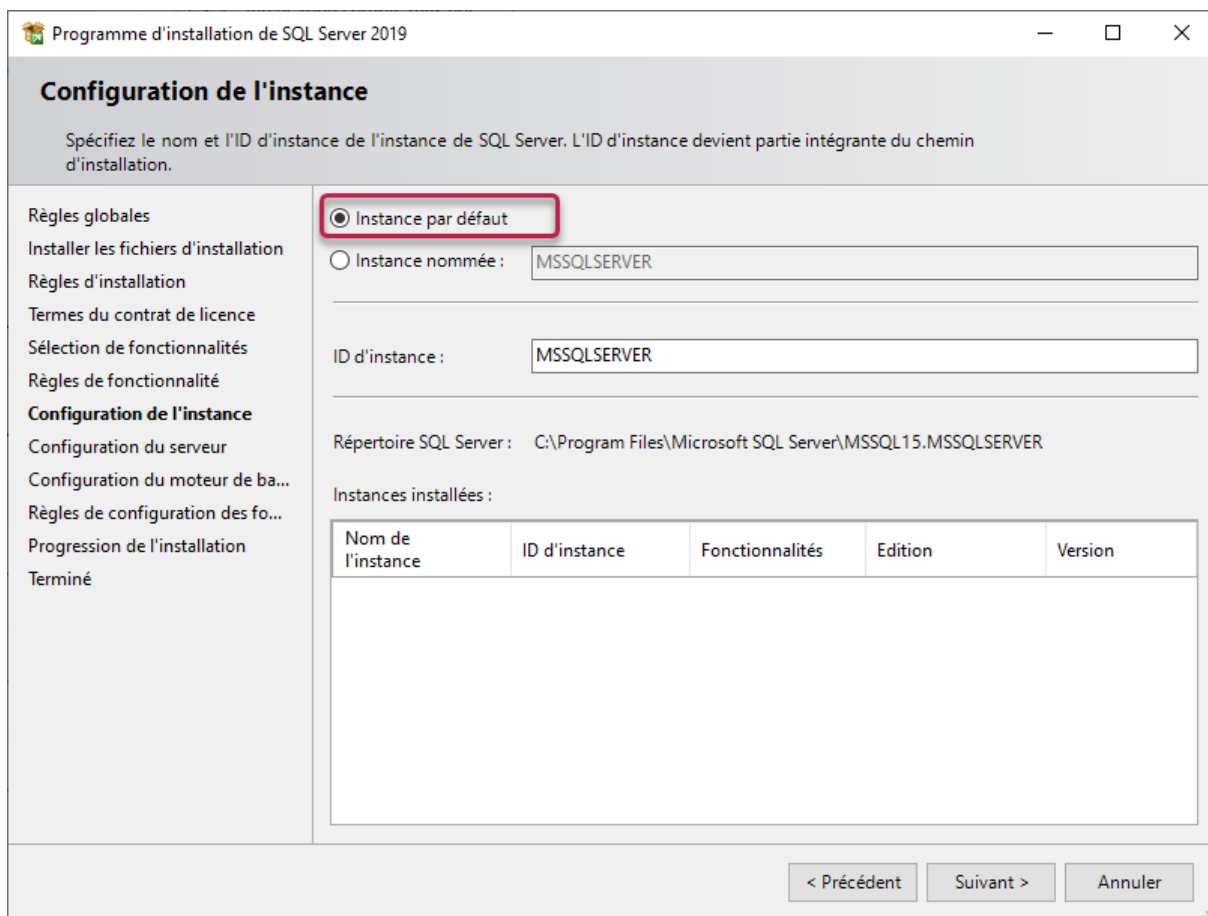 Programme d'installation de SQL Server 2019
Configuration de l'instance
Spécifiez le nom et l'ID d'instance de l'instance de SQL Server. L'ID d'instance devient partie intégrante du chemin
d'installation.
Règles globales
Installer les fichiers d'installation
Règles d'installation
Termes du contrat de licence
Sélection de fonctionnalités
Règles de fonctionnalité
Configuration de l'instance
Configuration du serveur
Configuration du moteur de ba...
Règles de configuration des fo...
Progression de l'installation
Terminé
Instance par défaut
Instance nommée :
MSSQLSERVER
ID d'instance :
MSSQLSERVER
Répertoire SQL Server :
C:\Program Files\Microsoft SQL Server\MSSQL15.MSSQLSERVER
Instances installées :
Nom de
l'instance
ID d'instance
Fonctionnalités
Edition
Version
< Précédent
Suivant >
Annuler